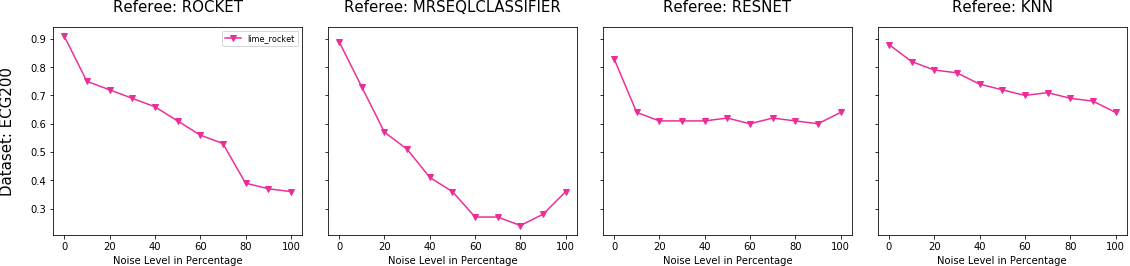 Referee: ROCKET
Referee: MRSEQLCLASSIFIER
Referee: RESNET
Referee: KNN
lime_rocket
Dataset: ECG200
0.9
0.8
0.7
0.6
0.5
0.4
0.3
0 20 40 60 80 100
0 20 40 60 80 100
0 20 40 60 80 100
0 20 40 60 80 100
Noise Level in Percentage
Noise Level in Percentage
Noise Level in Percentage
Noise Level in Percentage